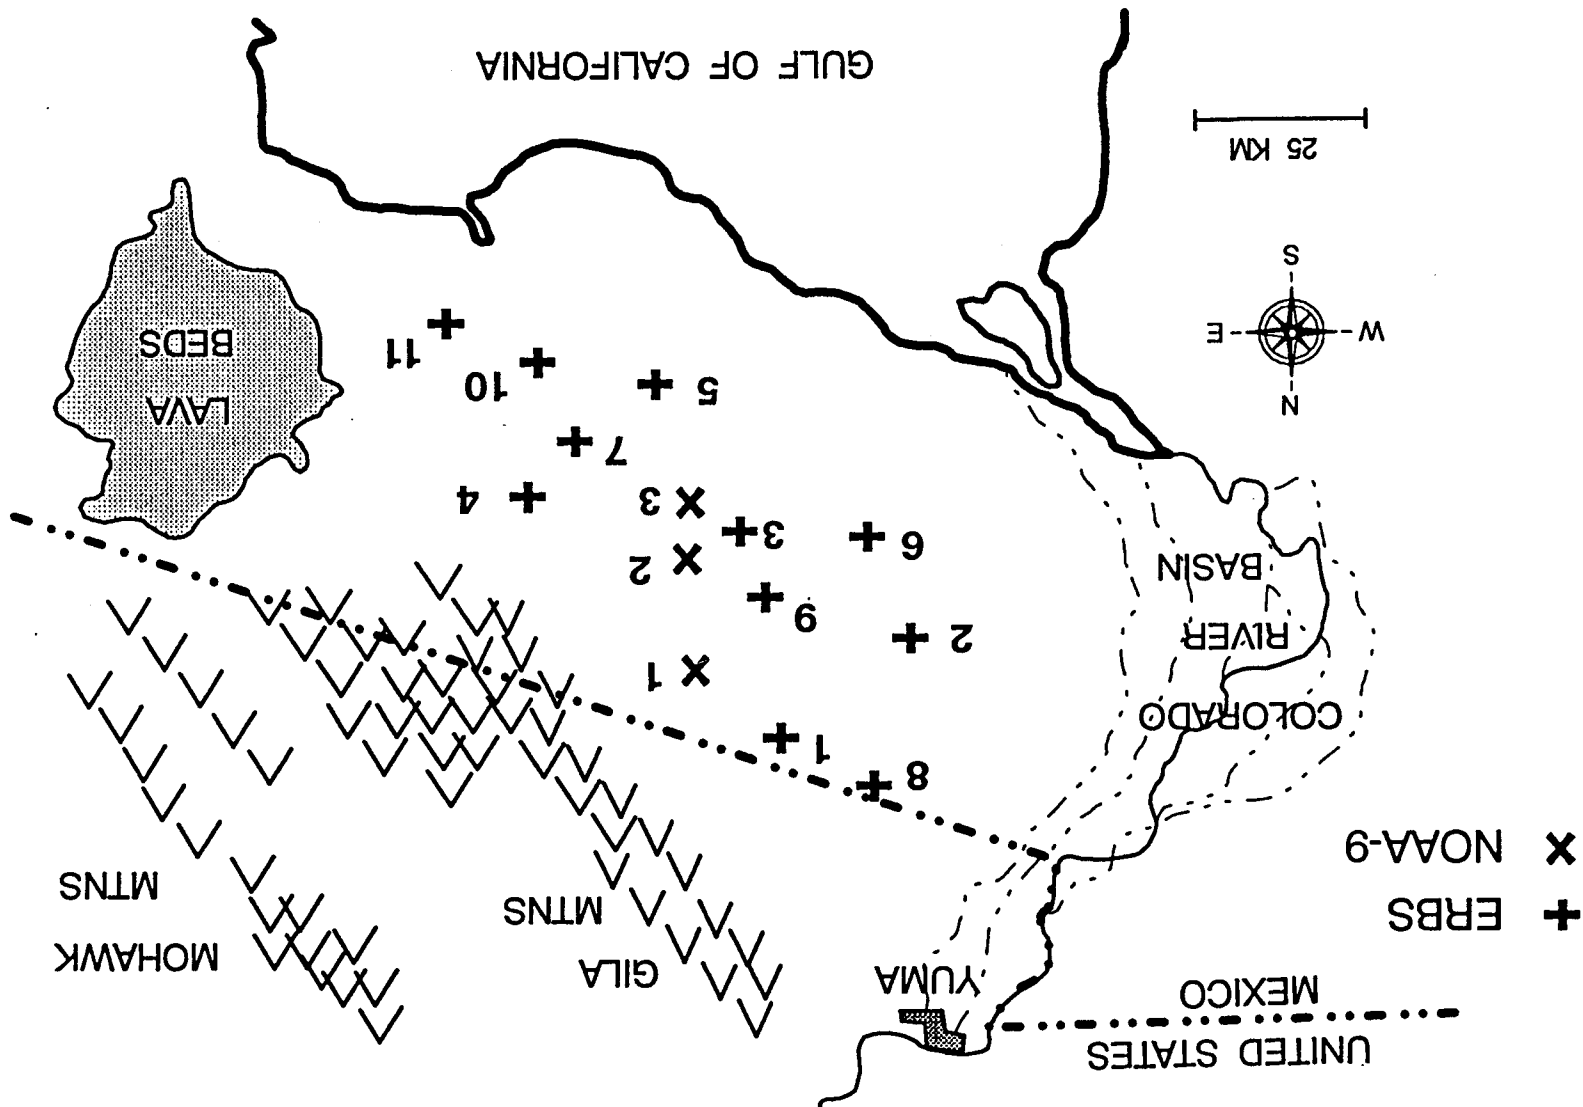 UNITED STATES
MEXICO
YUMA
GILA
MTNS
MOHAWK
MTNS
ERBS
NOAA-9
8
1
COLORADO
RIVER
BASIN
1
2
9
2
6
3
3
4
7
5
10
11
LAVA
BEDS
N
W
E
S
25 KM
GULF OF CALIFORNIA